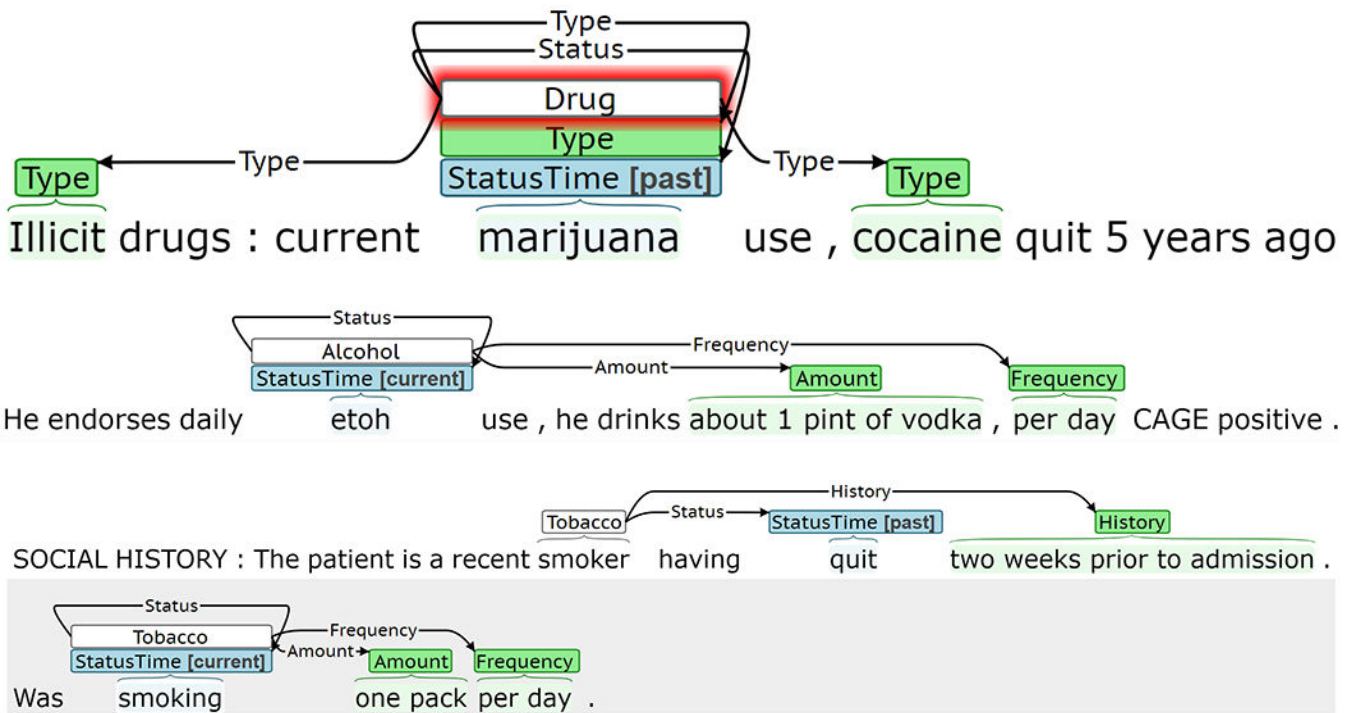 Type
Status
Drug
Type
Type Type Type Type
StatusTime [past]
Illicit drugs : current marijuana use , cocaine quit 5 years ago
Status
Alcohol Frequency
Amount
StatusTime [current] Amount Frequency
He endorses daily etoh use , he drinks about 1 pint of vodka , per day CAGE positive .
History
Status
Tobacco StatusTime [past] History
SOCIAL HISTORY : The patient is a recent smoker having quit two weeks prior to admission .
Status
Tobacco Frequency
Amount
StatusTime [current] Amount Frequency
Was smoking one pack per day .